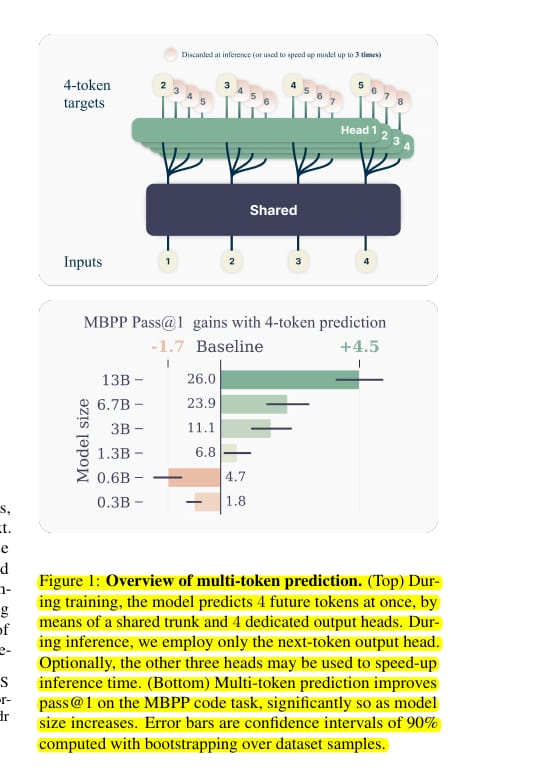 Discarded at inference (or used to speed up model up to 3 times)
4-token
targets
2 3 4 5 3 4 5 6 4 5 6 7 5 6 7 8
Head 1 2 3 4
Shared
Inputs
1 2 3 4
MBPP Pass@1 gains with 4-token prediction
-1.7 Baseline +4.5
Model size
13B 26.0
6.7B 23.9
3B 11.1
1.3B 6.8
0.6B 4.7
0.3B 1.8
s,
xt.
e
d
n-
g
of
e-
S
or-
dr
Figure 1: Overview of multi-token prediction. (Top) Dur-
ing training, the model predicts 4 future tokens at once, by
means of a shared trunk and 4 dedicated output heads. Dur-
ing inference, we employ only the next-token output head.
Optionally, the other three heads may be used to speed-up
inference time. (Bottom) Multi-token prediction improves
pass@1 on the MBPP code task, significantly so as model
size increases. Error bars are confidence intervals of 90%
computed with bootstrapping over dataset samples.